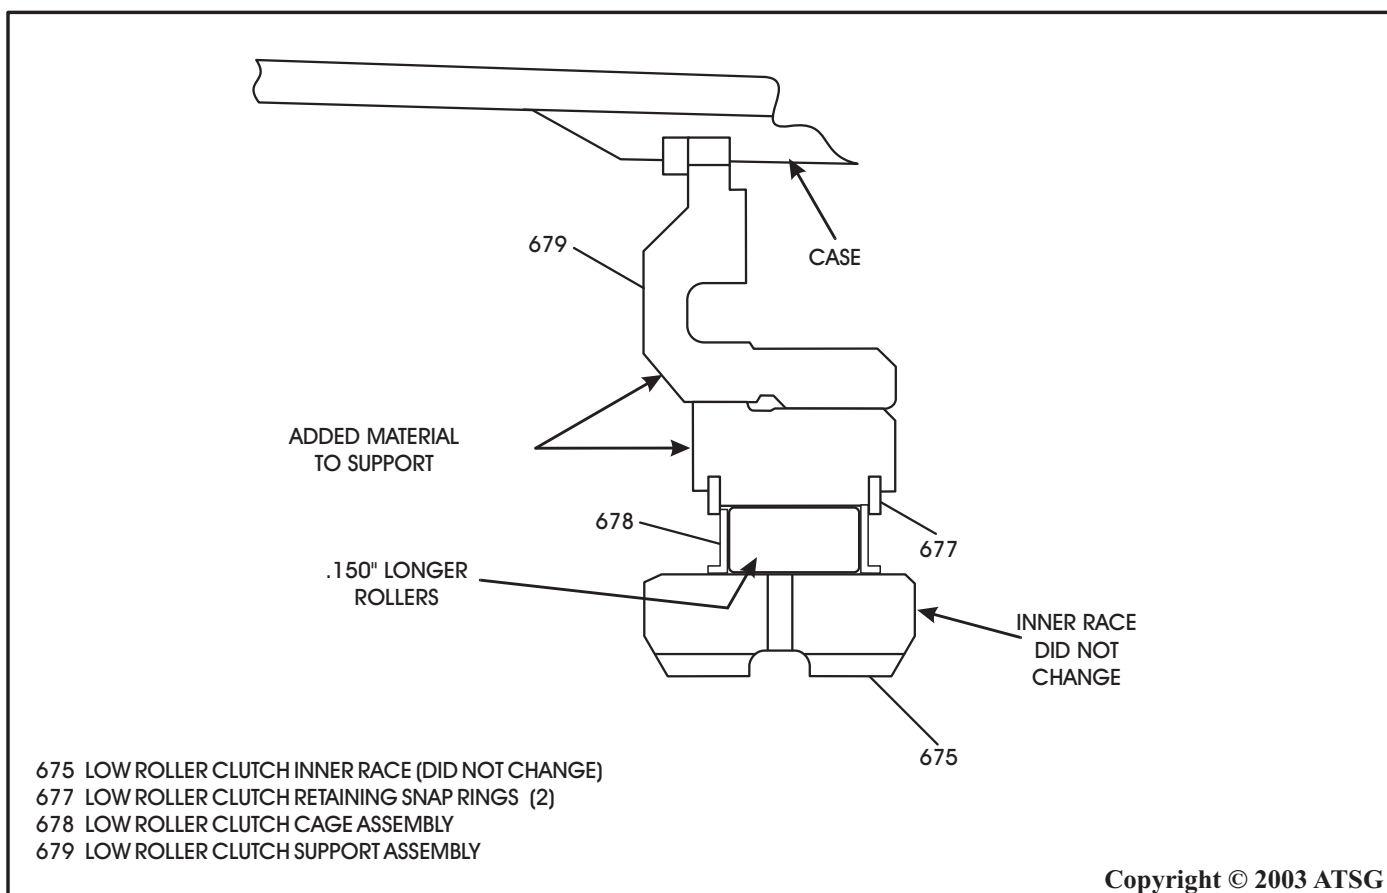 CASE
679
ADDED MATERIAL
TO SUPPORT
678
677
.150" LONGER
ROLLERS
INNER RACE
DID NOT
CHANGE
675
675 LOW ROLLER CLUTCH INNER RACE (DID NOT CHANGE)
677 LOW ROLLER CLUTCH RETAINING SNAP RINGS (2)
678 LOW ROLLER CLUTCH CAGE ASSEMBLY
679 LOW ROLLER CLUTCH SUPPORT ASSEMBLY
Copyright © 2003 ATSG